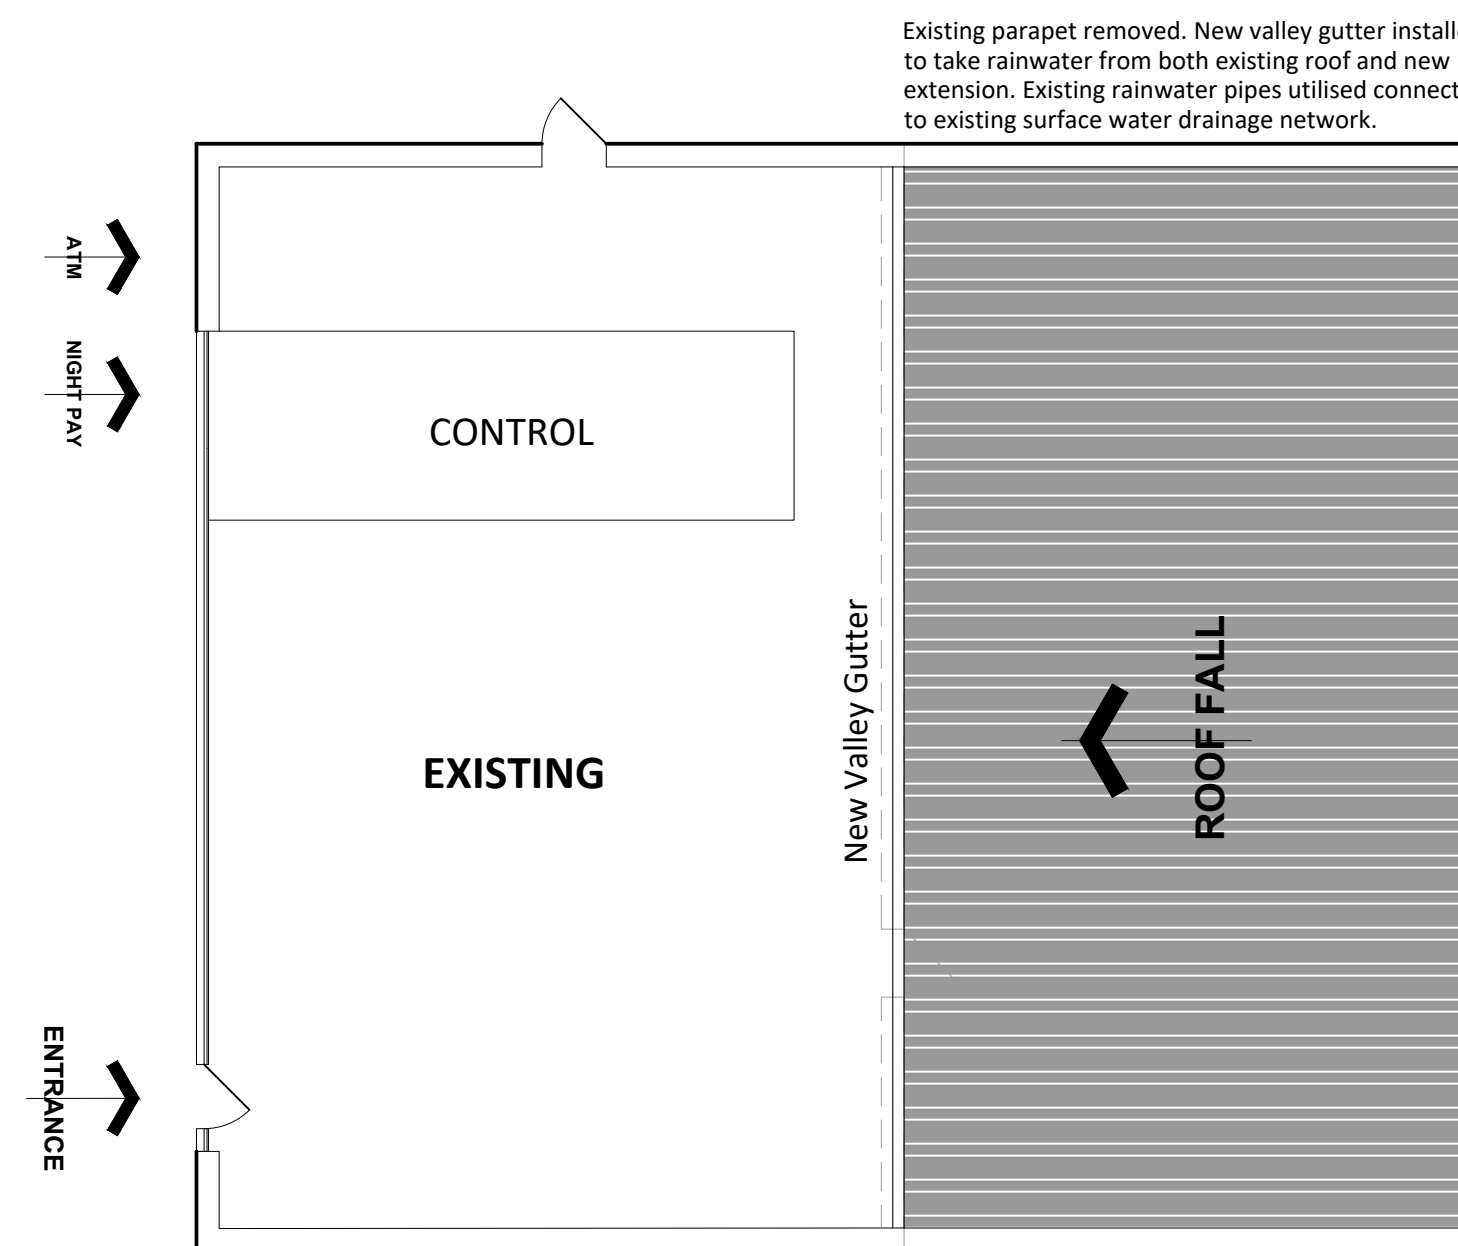 Existing parapet removed. New valley gutter install
to take rainwater from both existing roof and new
extension. Existing rainwater pipes utilised connect
to existing surface water drainage network.
ATM
NIGHT PAY
CONTROL
New Valley Gutter
ROOF FALL
EXISTING
ENTRANCE